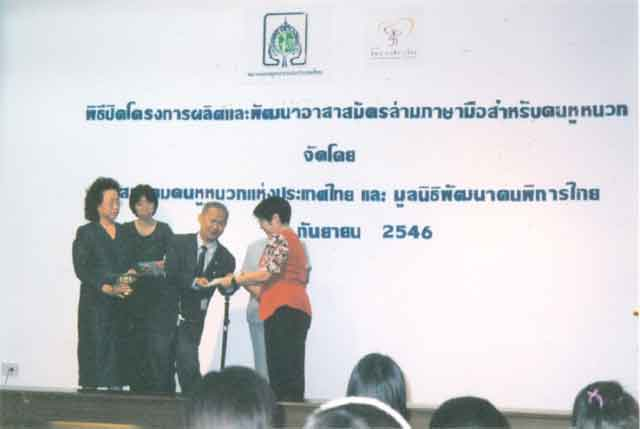 พิธีปิดโครงการผลิตและพัฒนาอาสาสมัครล่ามภาษามือสำหรับคนหูหนวก
จัดโดย
คนหูหนวกแห่งประเทศไทย และ มูลนิธิพัฒนาคนพิการไทย
กันยายน 2546